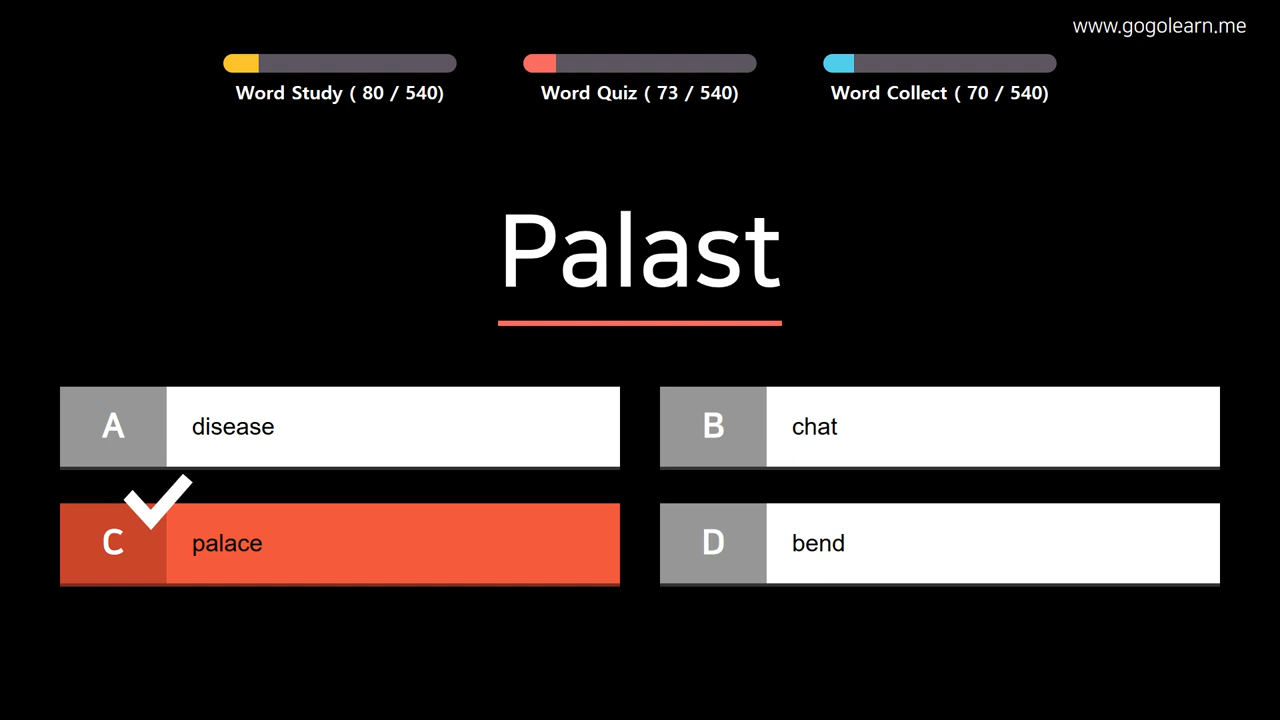 www.gogolearn.me
Word Study ( 80 / 540)
Word Quiz ( 73 / 540)
Word Collect ( 70 / 540)
Palast
A disease
B chat
C palace
D bend